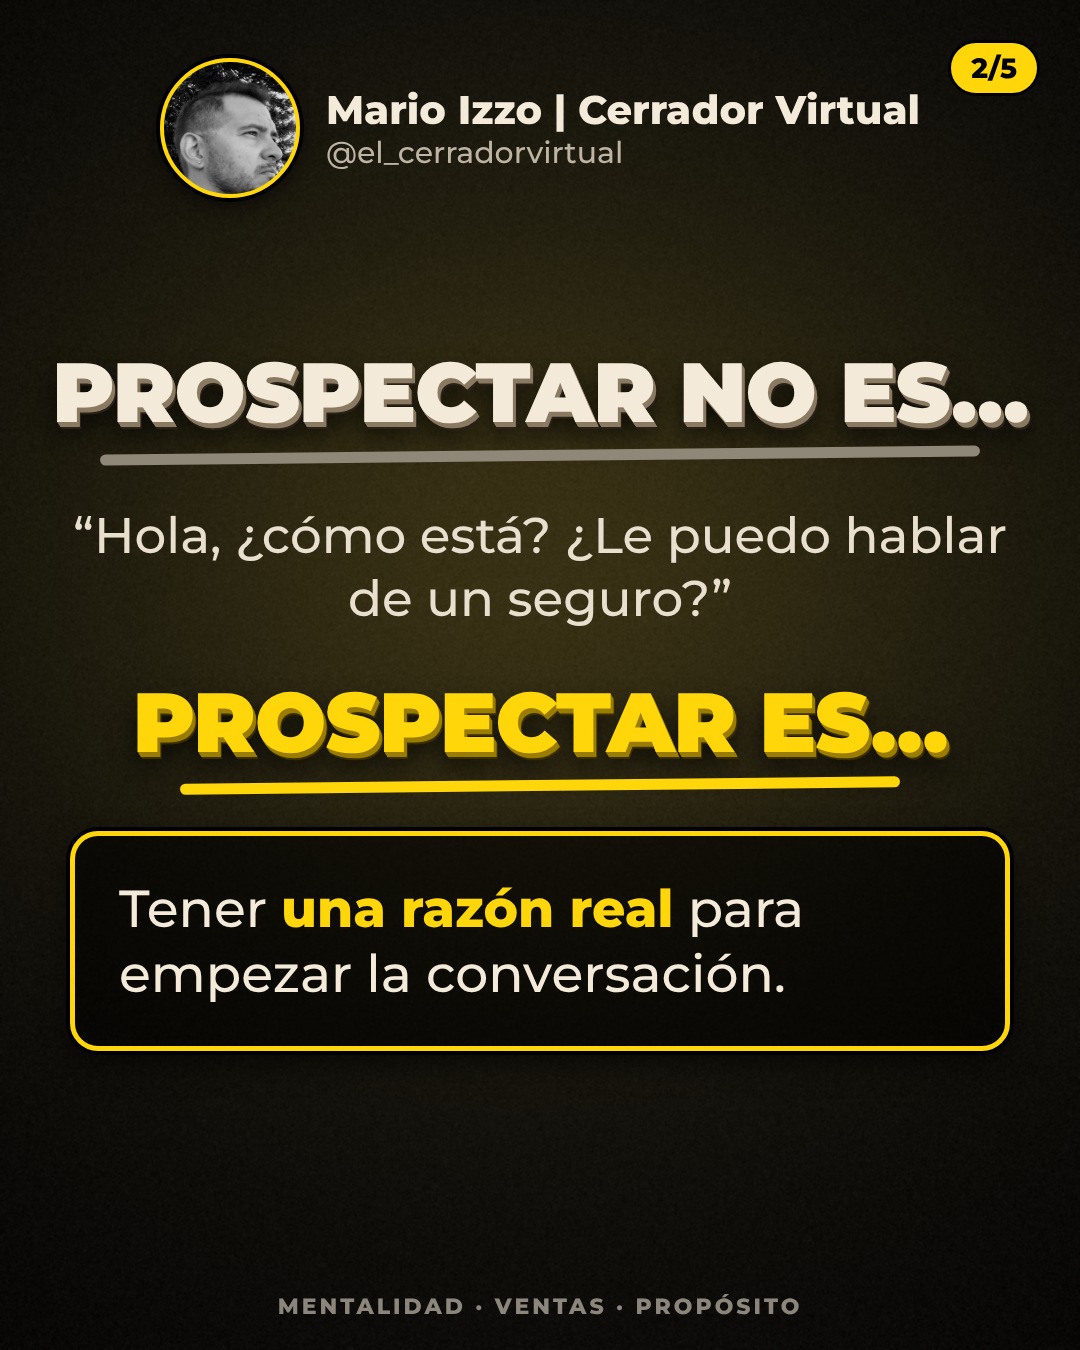 2/5
Mario Izzo | Cerrador Virtual
@el_cerradorvirtual
PROSPECTAR NO ES...
“Hola, ¿cómo está? ¿Le puedo hablar
de un seguro?”
PROSPECTAR ES...
Tener una razón real para
empezar la conversación.
MENTALIDAD · VENTAS · PROPÓSITO